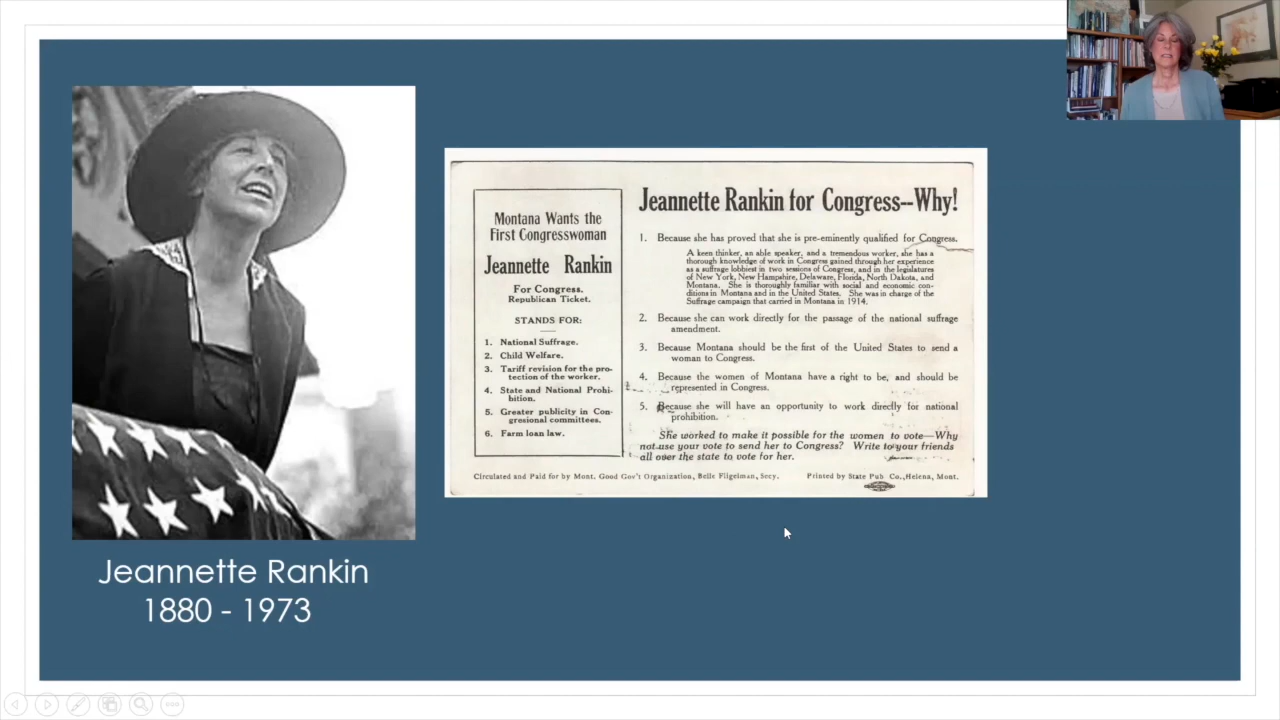 Montana Wants the
First Congresswoman
Jeannette Rankin
For Congress.
Republican Ticket.
STANDS FOR:
1. National Suffrage.
2. Child Welfare.
3. Tariff revision for the pro-
tection of the worker.
4. State and National Prohi-
bition.
5. Greater publicity in Con-
gresional committees.
6. Farm loan law.
Jeannette Rankin for Congress--Why!
1. Because she has proved that she is pre-eminently qualified for Congress.
A keen thinker, an able speaker, and a tremendous worker, she has a
thorough knowledge of work in Congress gained through her experience
as a suffrage lobbiest in two sessions of Congress, and in the legislatures
of New York, New Hampshire, Delaware, Florida, North Dakota, and
Montana. She is thoroughly familiar with social and economic con-
ditions in Montana and in the United States. She was in charge of the
Suffrage campaign that carried in Montana in 1914.
2. Because she can work directly for the passage of the national suffrage
amendment.
3. Because Montana should be the first of the United States to send a
woman to Congress.
4. Because the women of Montana have a right to be, and should be
represented in Congress.
5. Because she will have an opportunity to work directly for national
prohibition.
She worked to make it possible for the women to vote—Why
not use your vote to send her to Congress? Write to your friends
all over the state to vote for her.
Circulated and Paid for by Mont. Good Gov't Organization, Belle Fligelman, Secy.
Printed by State Pub Co., Helena, Mont.
Jeannette Rankin
1880 - 1973